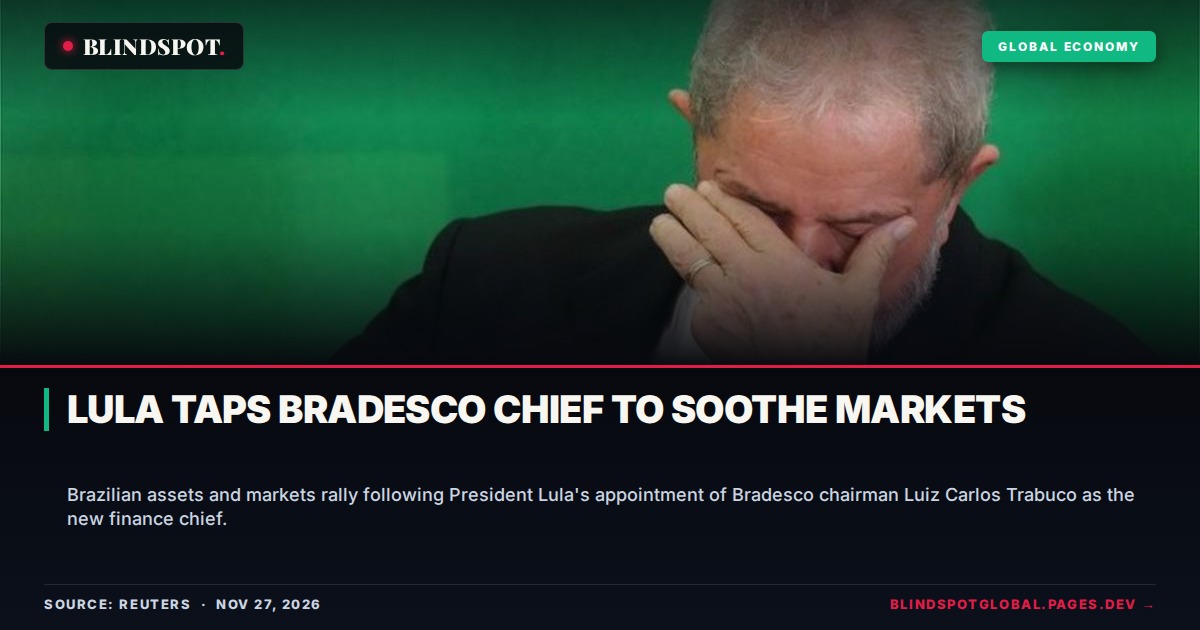 BLINDSPOT.
GLOBAL ECONOMY
LULA TAPS BRADESCO CHIEF TO SOOTHE MARKETS
Brazilian assets and markets rally following President Lula's appointment of Bradesco chairman Luiz Carlos Trabuco as the
new finance chief.
SOURCE: REUTERS · NOV 27, 2026
BLINDSPOTGLOBAL.PAGES.DEV →